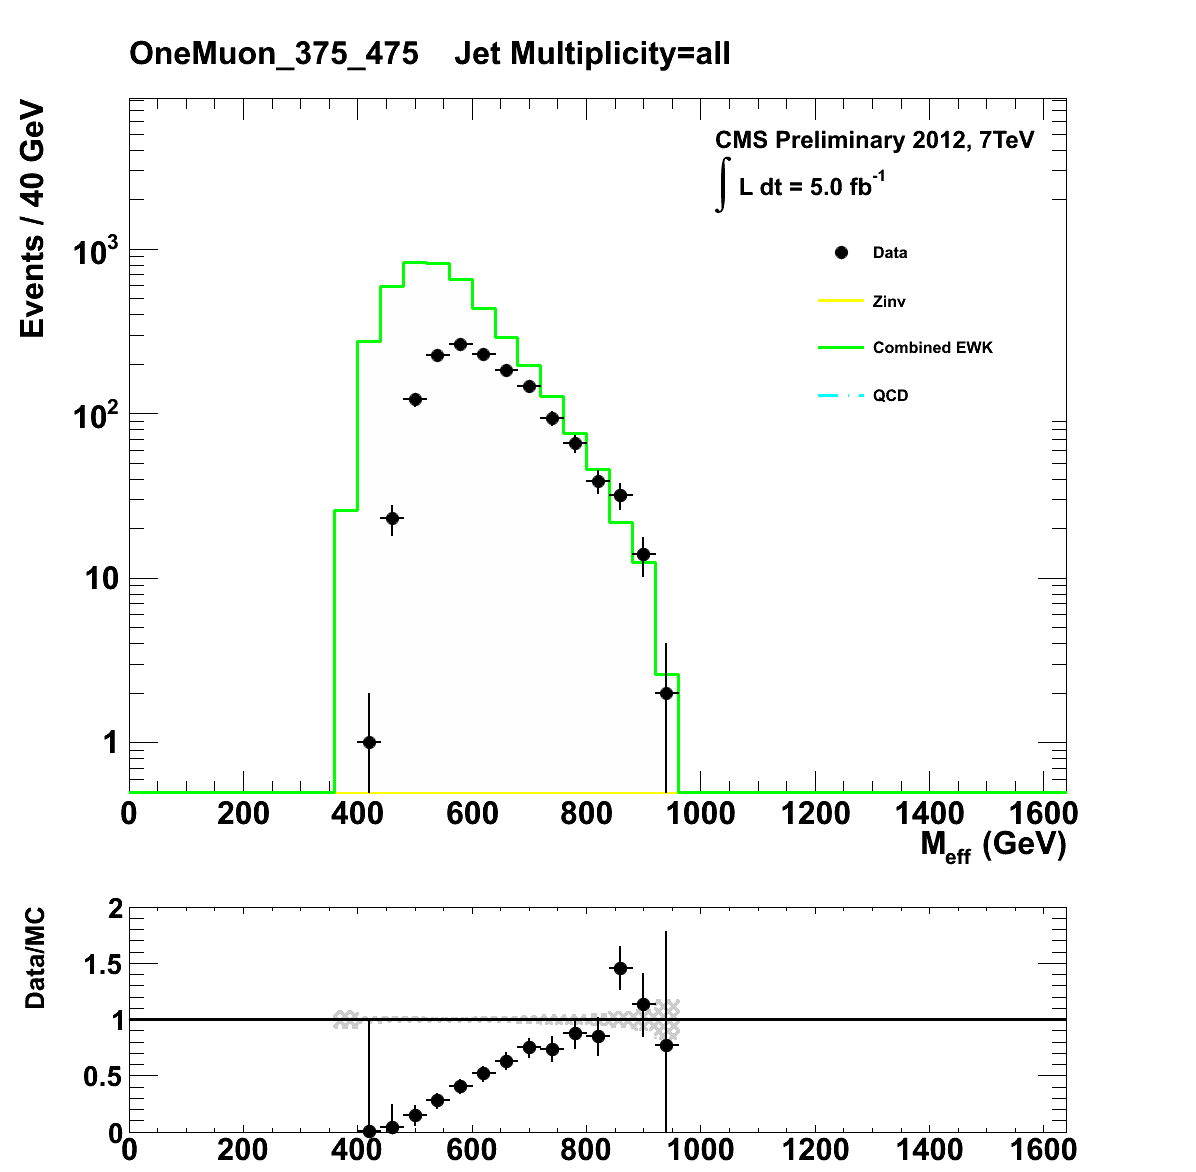 OneMuon_375_475 Jet Multiplicity=all
Events / 40 GeV
CMS Preliminary 2012, 7TeV
∫ L dt = 5.0 fb⁻¹
Data
Zinv
Combined EWK
QCD
10³
10²
10
1
0 200 400 600 800 1000 1200 1400 1600
M_eff (GeV)
Data/MC
2
1.5
1
0.5
0
0 200 400 600 800 1000 1200 1400 1600